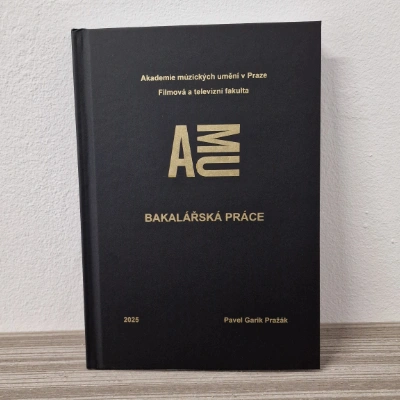 Akademie múzických umění v Praze
Filmová a televizní fakulta
AMU
BAKALÁŘSKÁ PRÁCE
2025 Pavel Garik Pražák